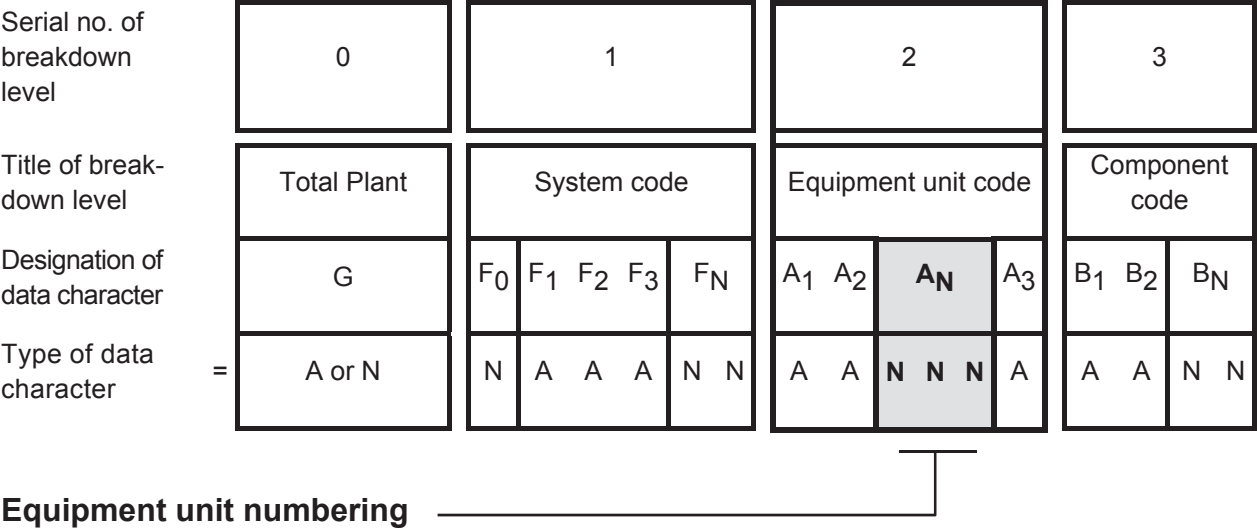 Serial no. of
breakdown
level
0 1 2 3
Title of break-
down level
Total Plant System code Equipment unit code Component
code
Designation of
data character
G F0 F1 F2 F3 FN A1 A2 AN A3 B1 B2 BN
Type of data
character
= A or N N A A A N N A A N N N A A A N N
Equipment unit numbering